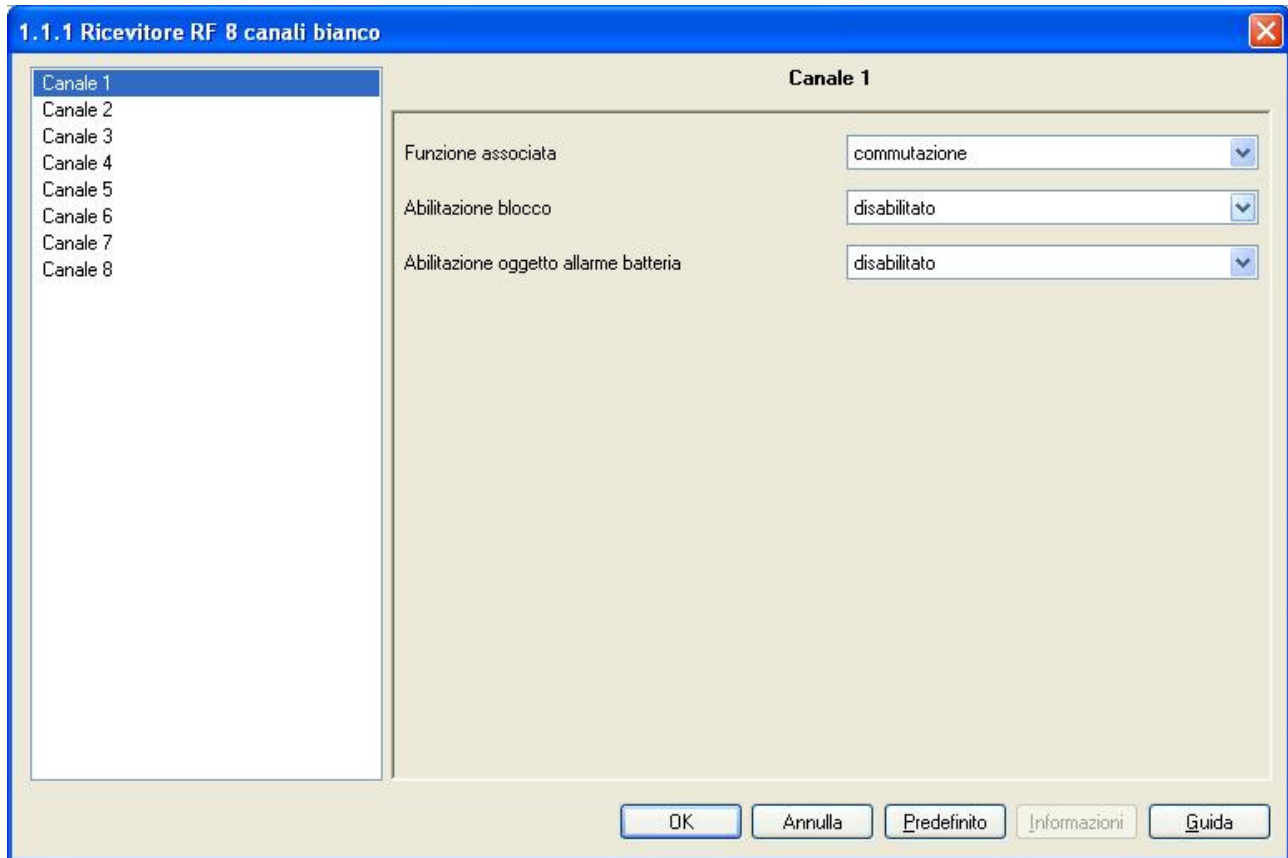 1.1.1 Ricevitore RF 8 canali bianco
Canale 1
Canale 2
Canale 3
Canale 4
Canale 5
Canale 6
Canale 7
Canale 8
Canale 1
Funzione associata
commutazione
Abilitazione blocco
disabilitato
Abilitazione oggetto allarme batteria
disabilitato
OK
Annulla
Predefinito
Informazioni
Guida